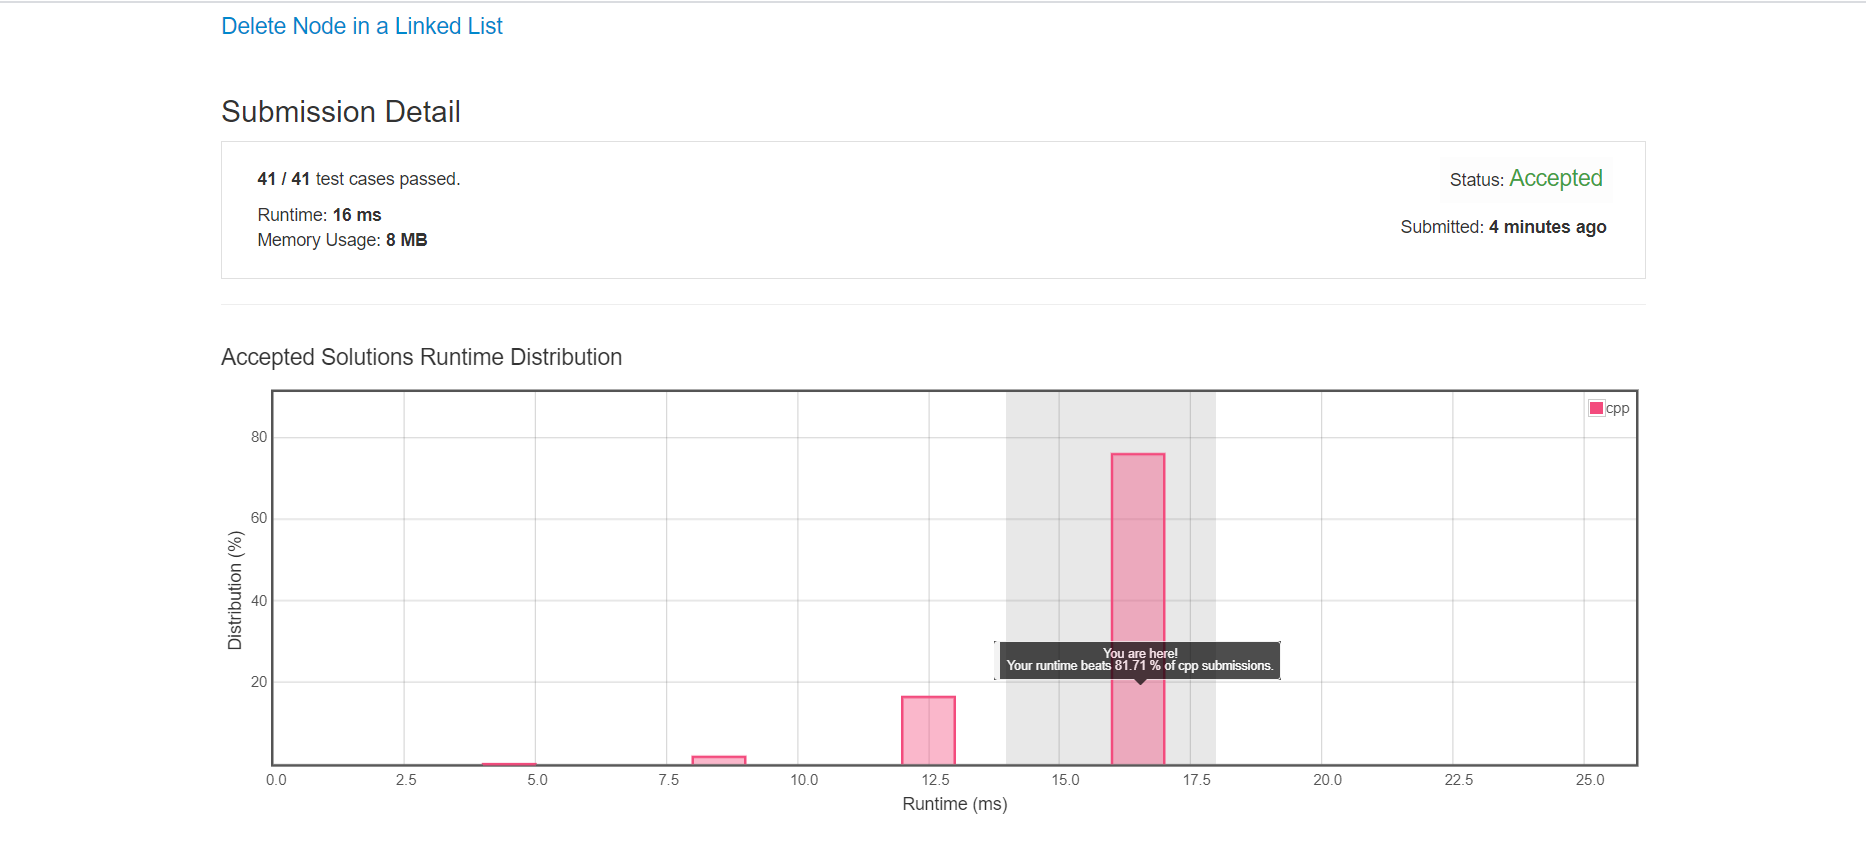 Delete Node in a Linked List
Submission Detail
41 / 41 test cases passed.
Status: Accepted
Runtime: 16 ms
Memory Usage: 8 MB
Submitted: 4 minutes ago
Accepted Solutions Runtime Distribution
cpp
80
60
40
20
Distribution (%)
You are here!
Your runtime beats 81.71 % of cpp submissions.
0.0 2.5 5.0 7.5 10.0 12.5 15.0 17.5 20.0 22.5 25.0
Runtime (ms)